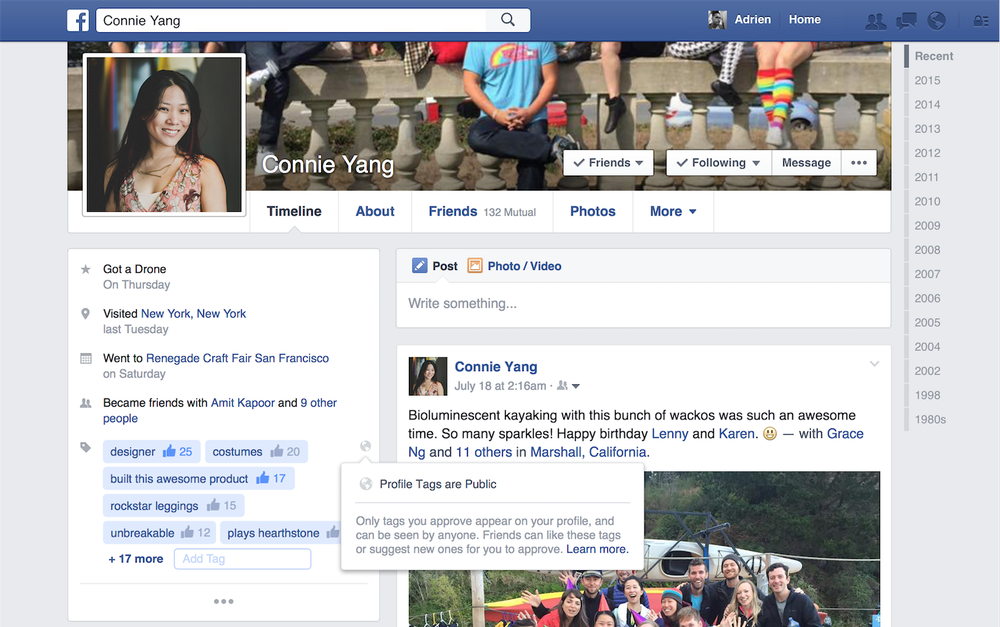 f
Connie Yang
Adrien
Home
Connie Yang
Friends
Following
Message
•••
Timeline
About
Friends 132 Mutual
Photos
More
Recent
2015
2014
2013
2012
2011
2010
2009
2008
2007
2006
2005
2004
2002
1998
1980s
Got a Drone
On Thursday
Visited New York, New York
last Tuesday
Went to Renegade Craft Fair San Francisco
on Saturday
Became friends with Amit Kapoor and 9 other
people
designer 25 costumes 20
built this awesome product 17
rockstar leggings 15
unbreakable 12 plays hearthstone
+ 17 more Add Tag
•••
Profile Tags are Public
Only tags you approve appear on your profile, and
can be seen by anyone. Friends can like these tags
or suggest new ones for you to approve. Learn more.
Post Photo / Video
Write something...
Connie Yang
July 18 at 2:16am ·
Bioluminescent kayaking with this bunch of wackos was such an awesome
time. So many sparkles! Happy birthday Lenny and Karen. 😃 — with Grace
Ng and 11 others in Marshall, California.